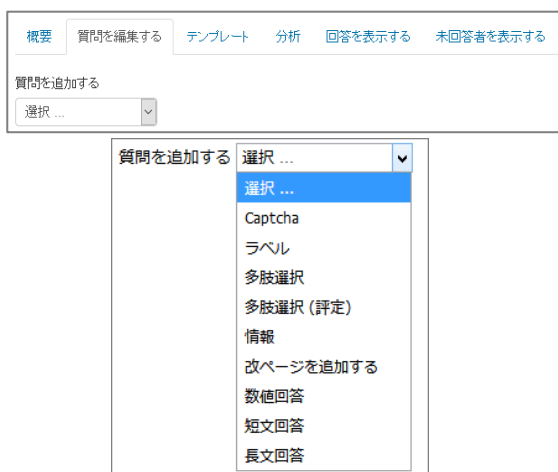 概要 質問を編集する テンプレート 分析 回答を表示する 未回答者を表示する
質問を追加する
選択 ...
質問を追加する 選択 ...
選択 ...
Captcha
ラベル
多肢選択
多肢選択 (評定)
情報
改ページを追加する
数値回答
短文回答
長文回答